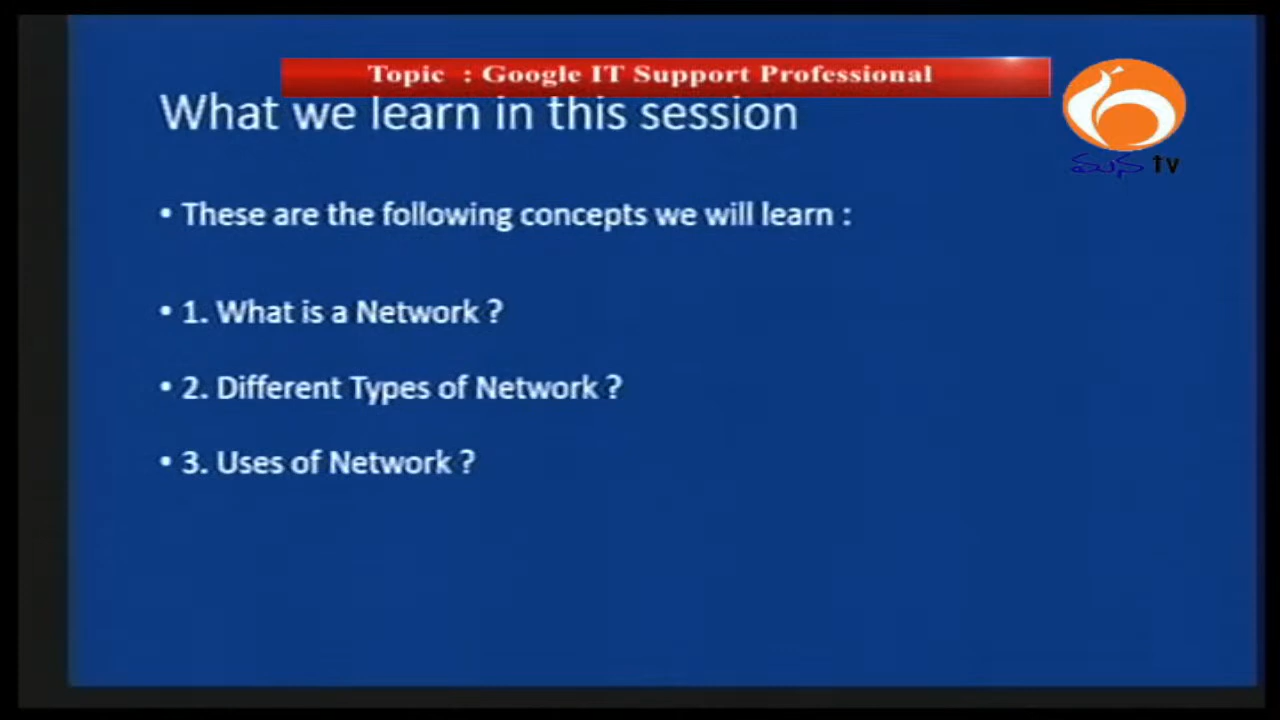 Topic : Google IT Support Professional
What we learn in this session
మన tv
• These are the following concepts we will learn :
• 1. What is a Network ?
• 2. Different Types of Network ?
• 3. Uses of Network ?